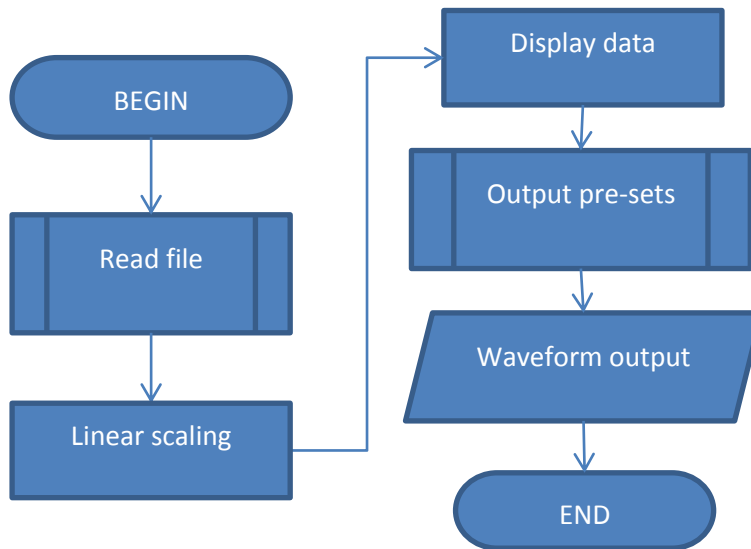 BEGIN
Read file
Linear scaling
Display data
Output pre-sets
Waveform output
END